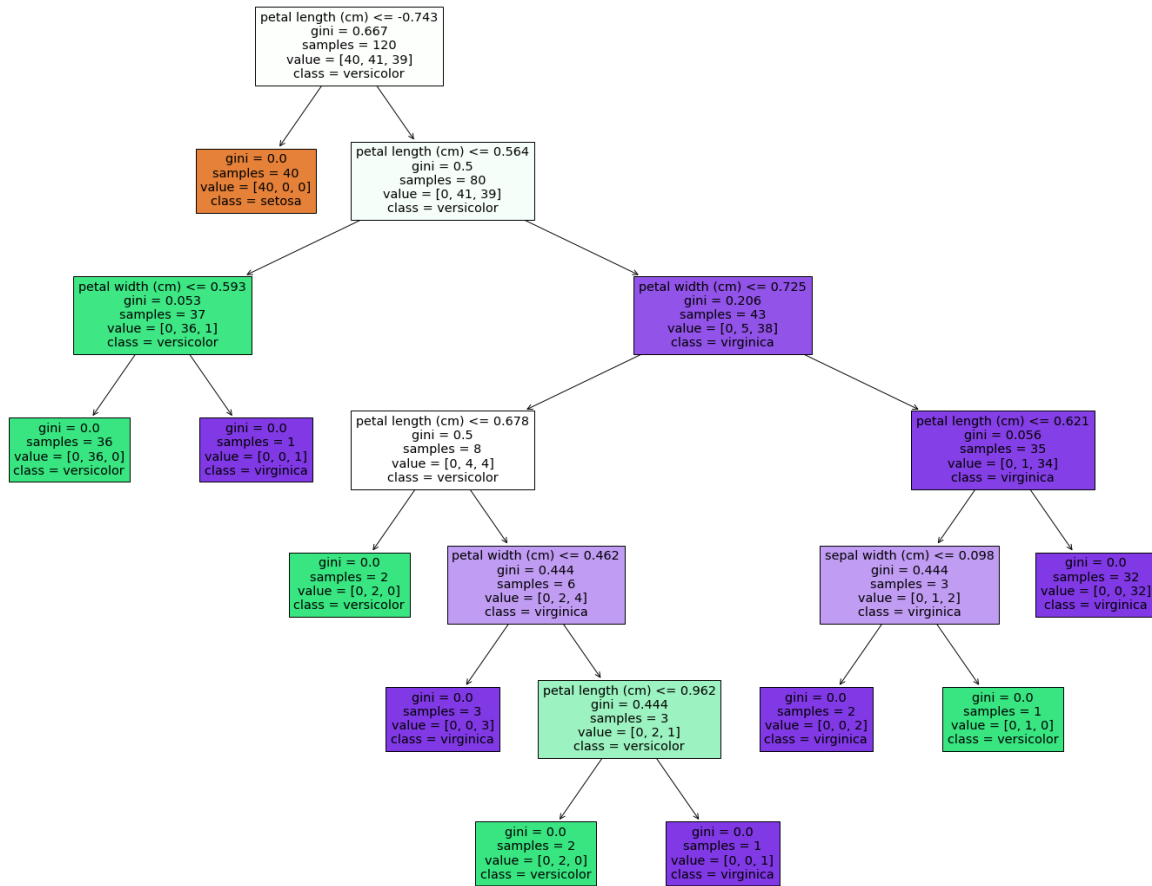 petal length (cm) <= -0.743
gini = 0.667
samples = 120
value = [40, 41, 39]
class = versicolor
gini = 0.0
samples = 40
value = [40, 0, 0]
class = setosa
petal length (cm) <= 0.564
gini = 0.5
samples = 80
value = [0, 41, 39]
class = versicolor
petal width (cm) <= 0.593
gini = 0.053
samples = 37
value = [0, 36, 1]
class = versicolor
petal width (cm) <= 0.725
gini = 0.206
samples = 43
value = [0, 5, 38]
class = virginica
gini = 0.0
samples = 36
value = [0, 36, 0]
class = versicolor
gini = 0.0
samples = 1
value = [0, 0, 1]
class = virginica
petal length (cm) <= 0.678
gini = 0.5
samples = 8
value = [0, 4, 4]
class = versicolor
petal length (cm) <= 0.621
gini = 0.056
samples = 35
value = [0, 1, 34]
class = virginica
gini = 0.0
samples = 2
value = [0, 2, 0]
class = versicolor
petal width (cm) <= 0.462
gini = 0.444
samples = 6
value = [0, 2, 4]
class = virginica
sepal width (cm) <= 0.098
gini = 0.444
samples = 3
value = [0, 1, 2]
class = virginica
gini = 0.0
samples = 32
value = [0, 0, 32]
class = virginica
gini = 0.0
samples = 3
value = [0, 0, 3]
class = virginica
petal length (cm) <= 0.962
gini = 0.444
samples = 3
value = [0, 2, 1]
class = versicolor
gini = 0.0
samples = 2
value = [0, 0, 2]
class = virginica
gini = 0.0
samples = 1
value = [0, 1, 0]
class = versicolor
gini = 0.0
samples = 2
value = [0, 2, 0]
class = versicolor
gini = 0.0
samples = 1
value = [0, 0, 1]
class = virginica